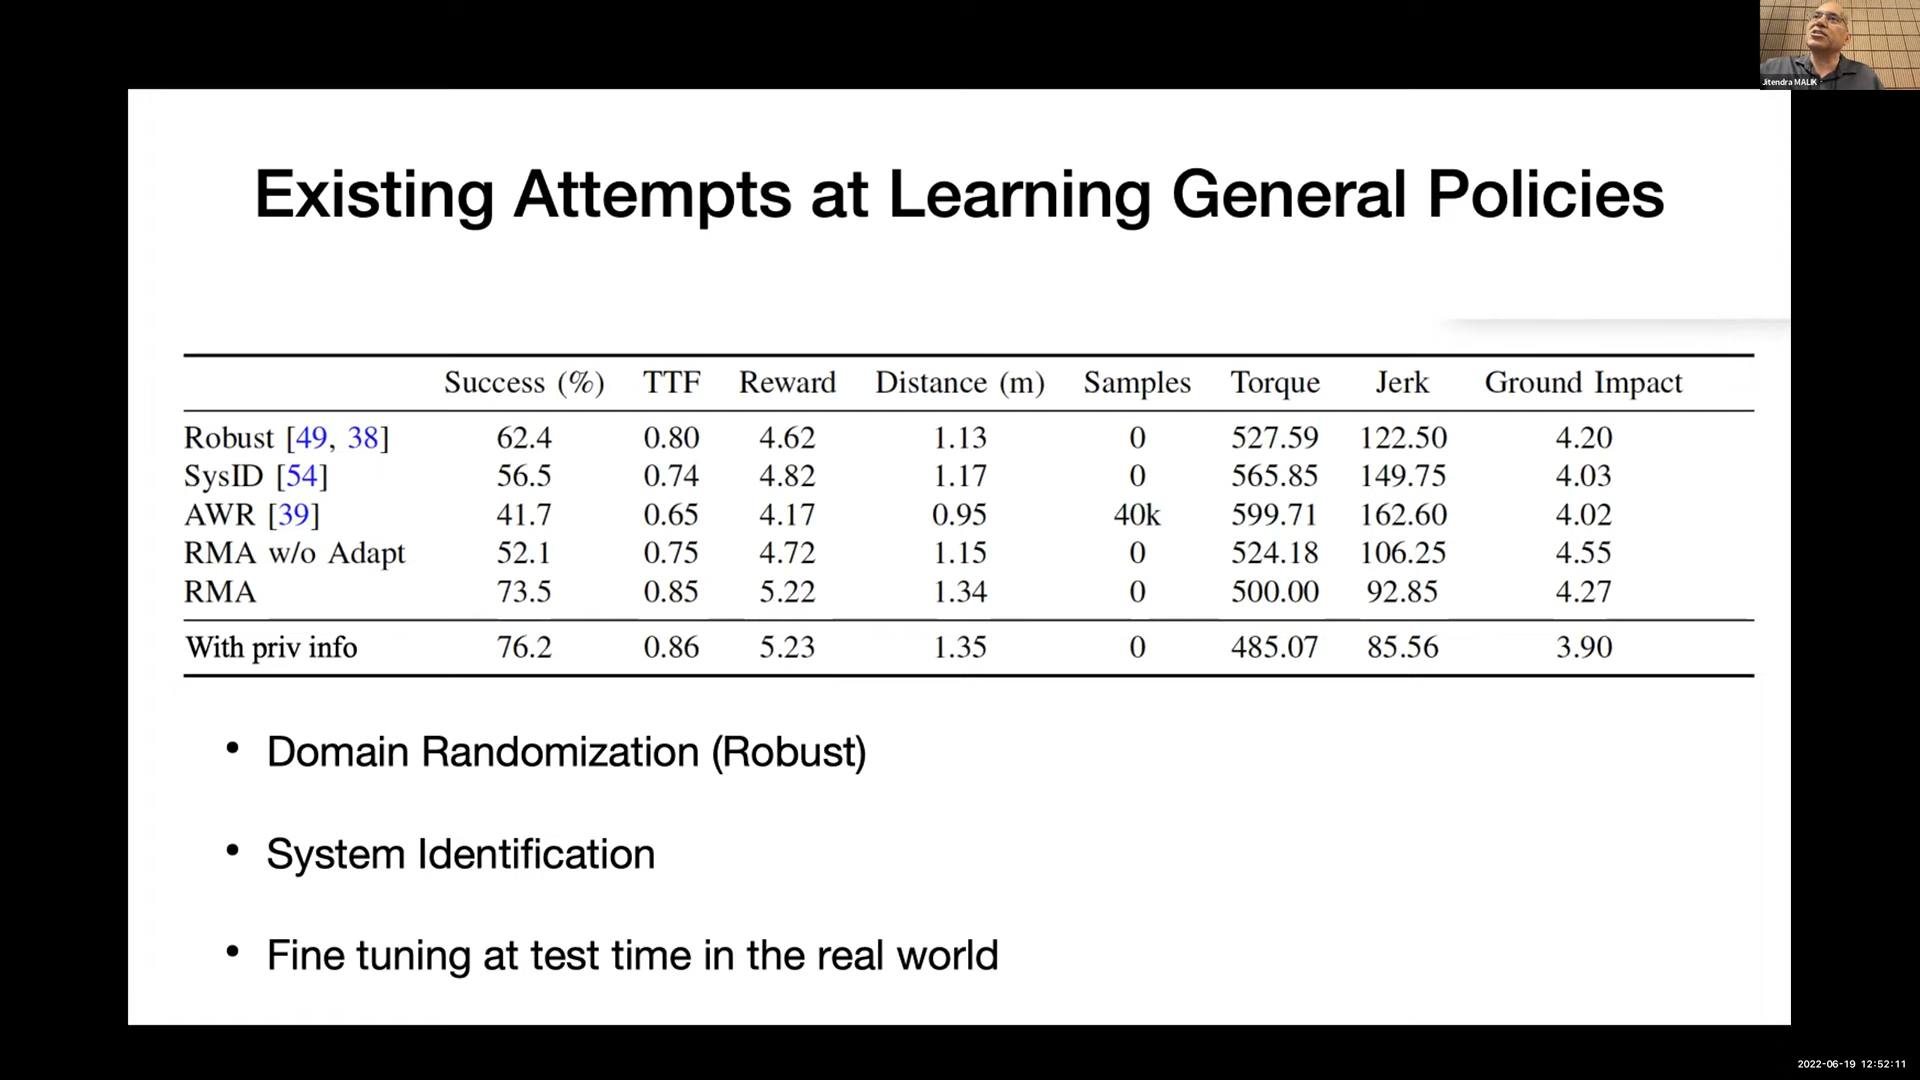 Jitendra MALIK
Existing Attempts at Learning General Policies
Success (%) TTF Reward Distance (m) Samples Torque Jerk Ground Impact
Robust [49, 38] 62.4 0.80 4.62 1.13 0 527.59 122.50 4.20
SysID [54] 56.5 0.74 4.82 1.17 0 565.85 149.75 4.03
AWR [39] 41.7 0.65 4.17 0.95 40k 599.71 162.60 4.02
RMA w/o Adapt 52.1 0.75 4.72 1.15 0 524.18 106.25 4.55
RMA 73.5 0.85 5.22 1.34 0 500.00 92.85 4.27
With priv info 76.2 0.86 5.23 1.35 0 485.07 85.56 3.90
• Domain Randomization (Robust)
• System Identification
• Fine tuning at test time in the real world
2022-06-19 12:52:11